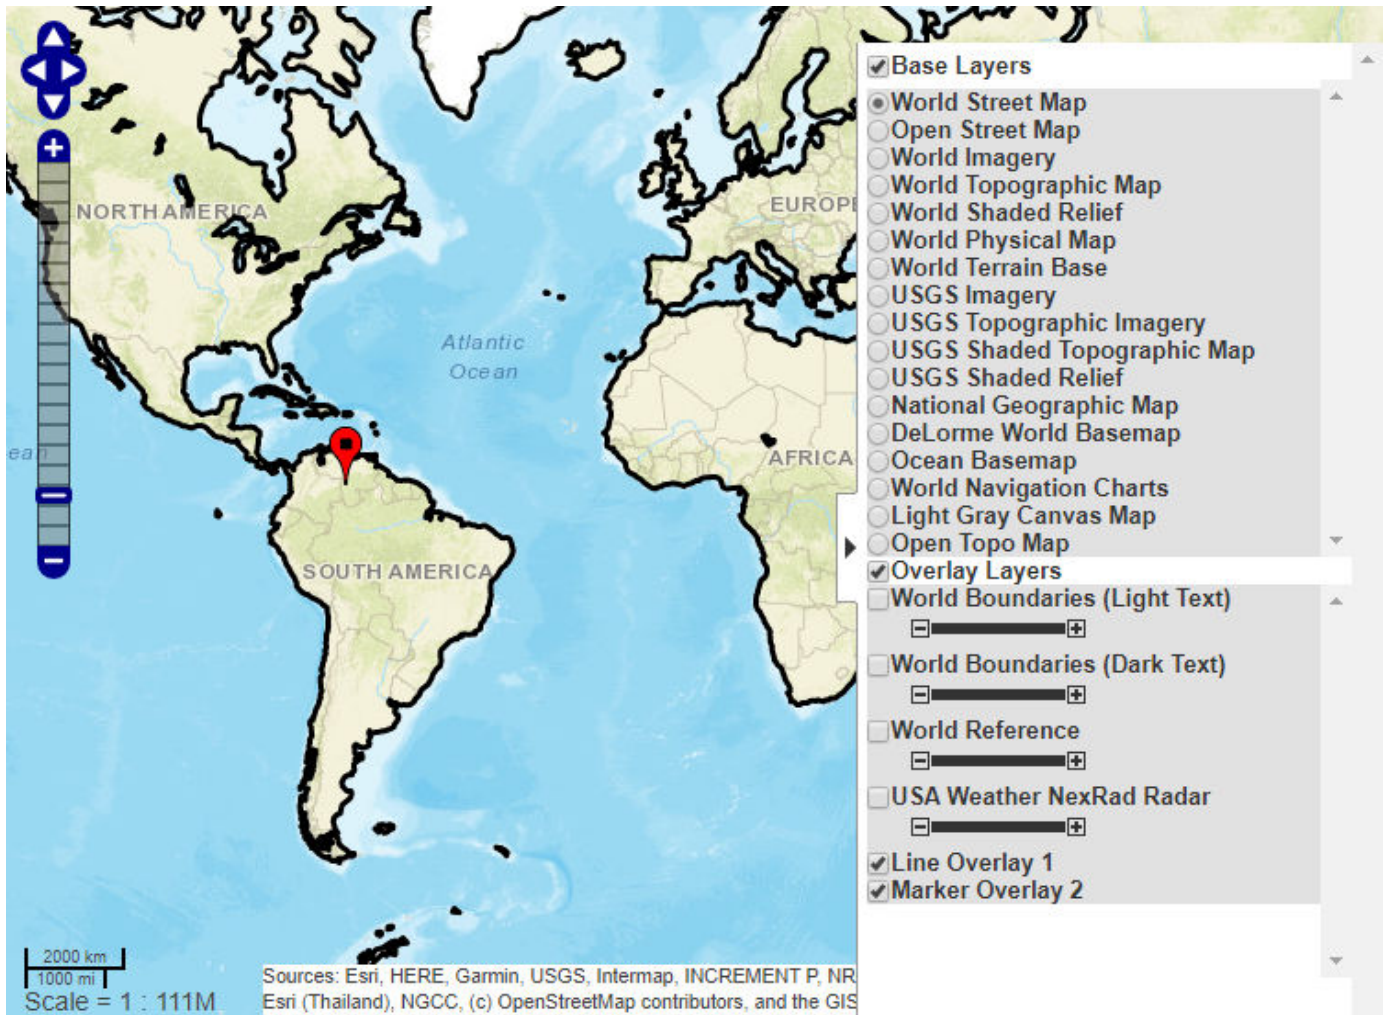 NORTH AMERICA
EUROPE
Atlantic
Ocean
ean
AFRICA
SOUTH AMERICA
2000 km
1000 mi
Scale = 1 : 111M
Sources: Esri, HERE, Garmin, USGS, Intermap, INCREMENT P, NR
Esri (Thailand), NGCC, (c) OpenStreetMap contributors, and the GIS
Base Layers
World Street Map
Open Street Map
World Imagery
World Topographic Map
World Shaded Relief
World Physical Map
World Terrain Base
USGS Imagery
USGS Topographic Imagery
USGS Shaded Topographic Map
USGS Shaded Relief
National Geographic Map
DeLorme World Basemap
Ocean Basemap
World Navigation Charts
Light Gray Canvas Map
Open Topo Map
Overlay Layers
World Boundaries (Light Text)
World Boundaries (Dark Text)
World Reference
USA Weather NexRad Radar
Line Overlay 1
Marker Overlay 2